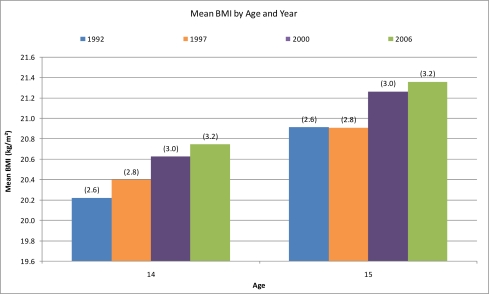 Mean BMI by Age and Year
1992 1997 2000 2006
21.6
21.4
21.2
21.0
20.8
20.6
20.4
20.2
20.0
19.8
19.6
Mean BMI (kg/m²)
(2.6) (2.8) (3.0) (3.2)
(2.6) (2.8) (3.0) (3.2)
14 15
Age